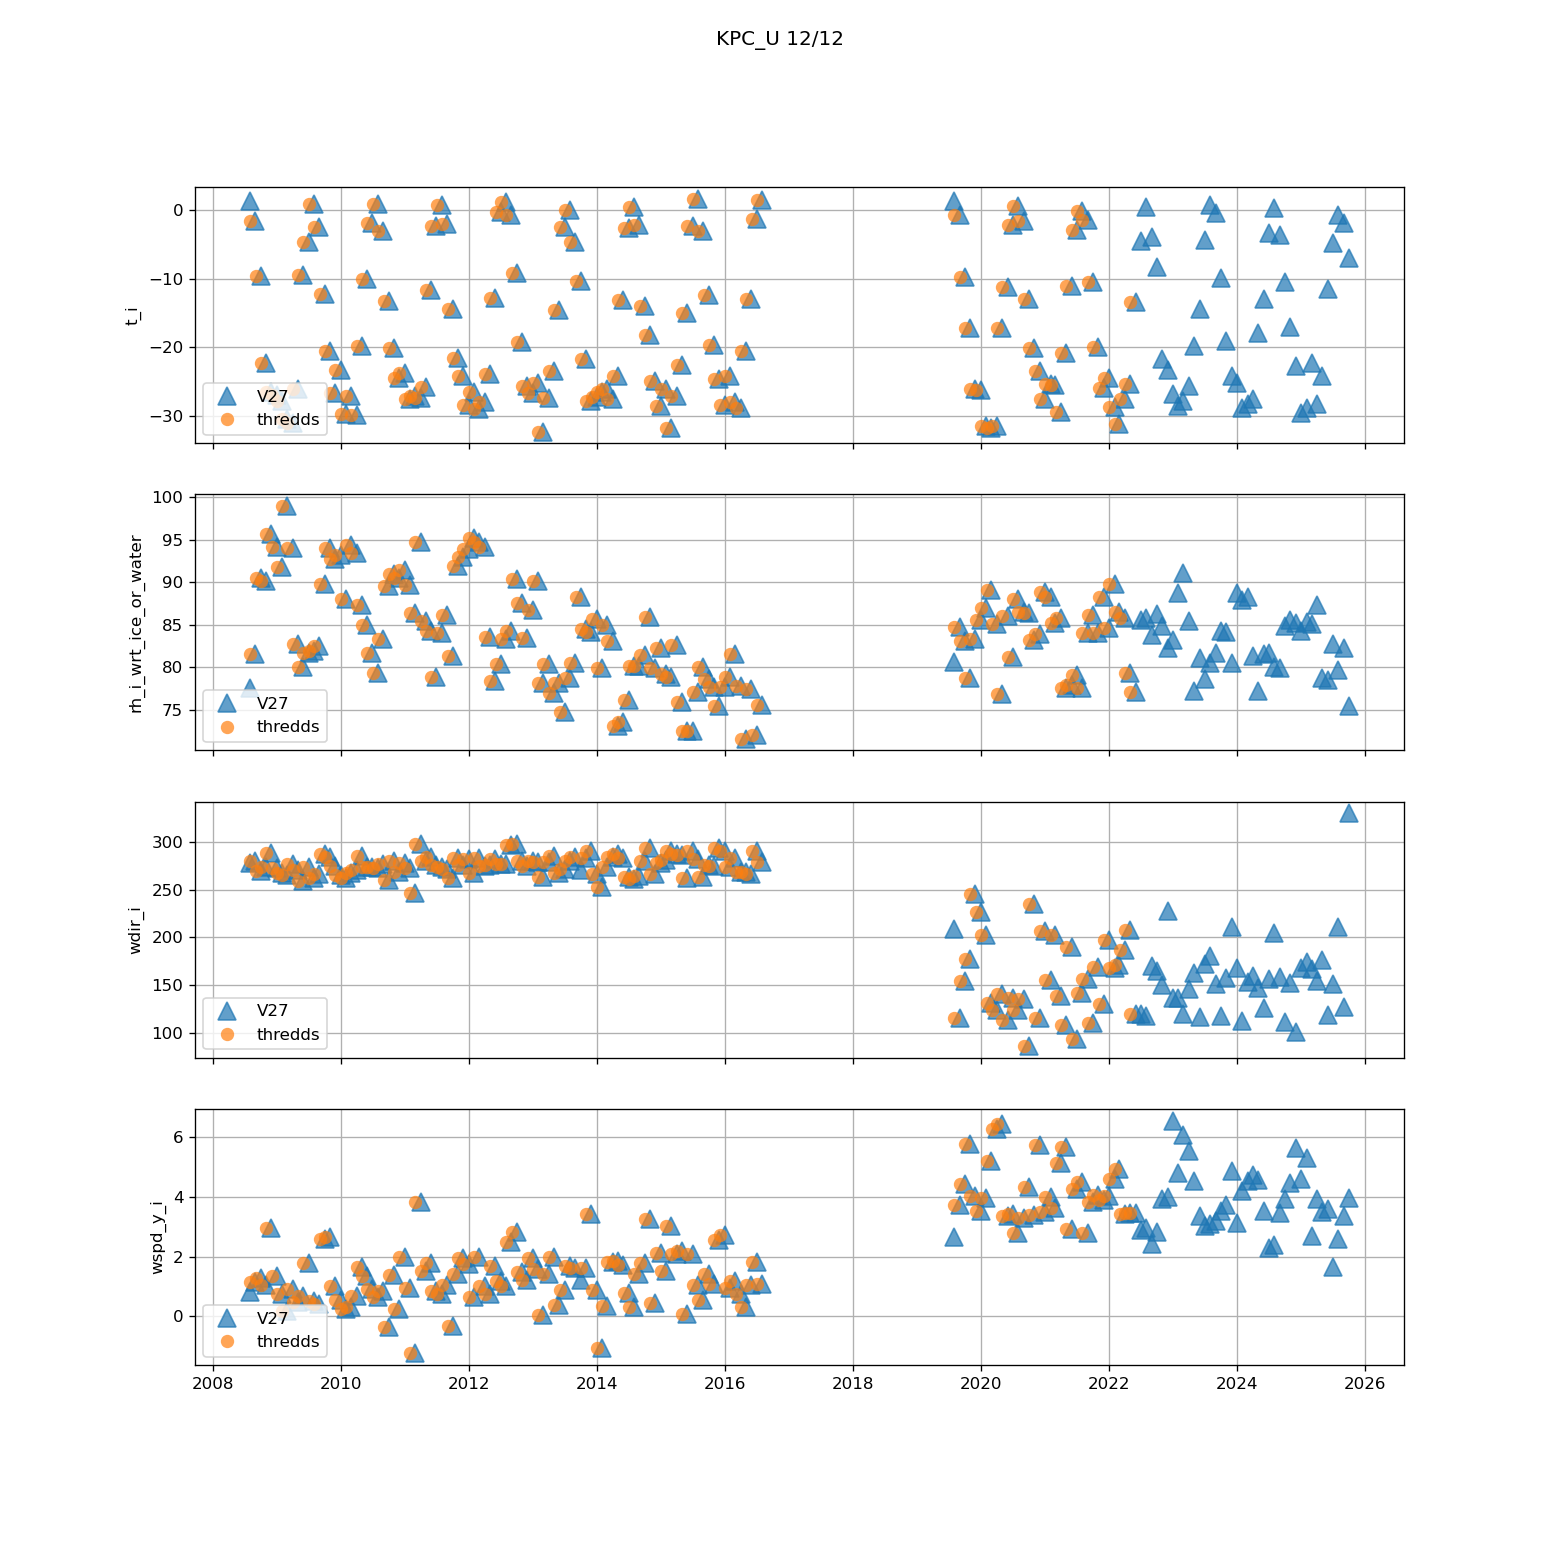 KPC_U 12/12
t_i
0
−10
−20
−30
V27
thredds
rh_i_wrt_ice_or_water
100
95
90
85
80
75
V27
thredds
wdir_i
300
250
200
150
100
V27
thredds
wspd_y_i
6
4
2
0
V27
thredds
2008 2010 2012 2014 2016 2018 2020 2022 2024 2026